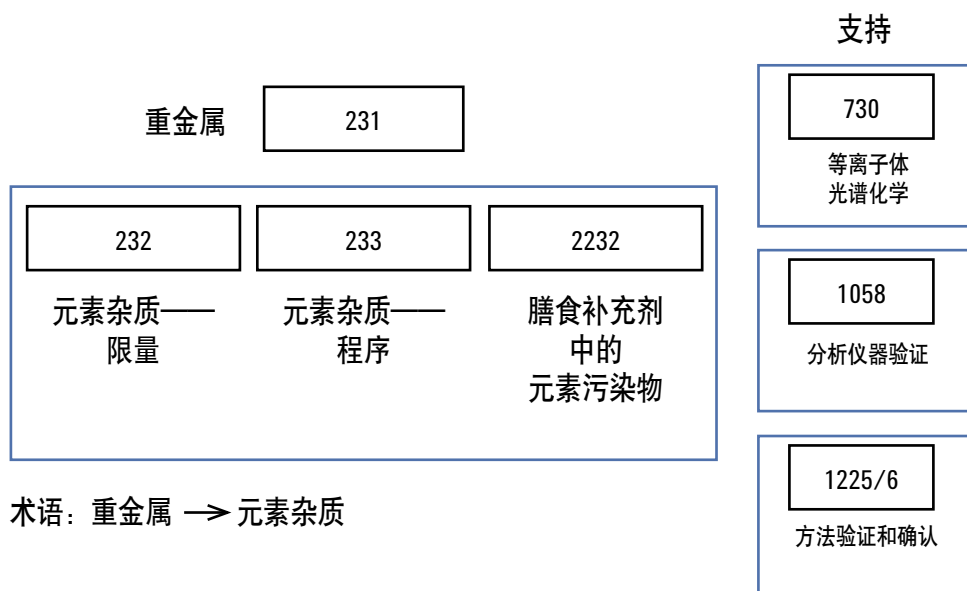 支持
重金属
231
232
元素杂质——
限量
233
元素杂质——
程序
2232
膳食补充剂
中的
元素污染物
术语：重金属 → 元素杂质
730
等离子体
光谱化学
1058
分析仪器验证
1225/6
方法验证和确认